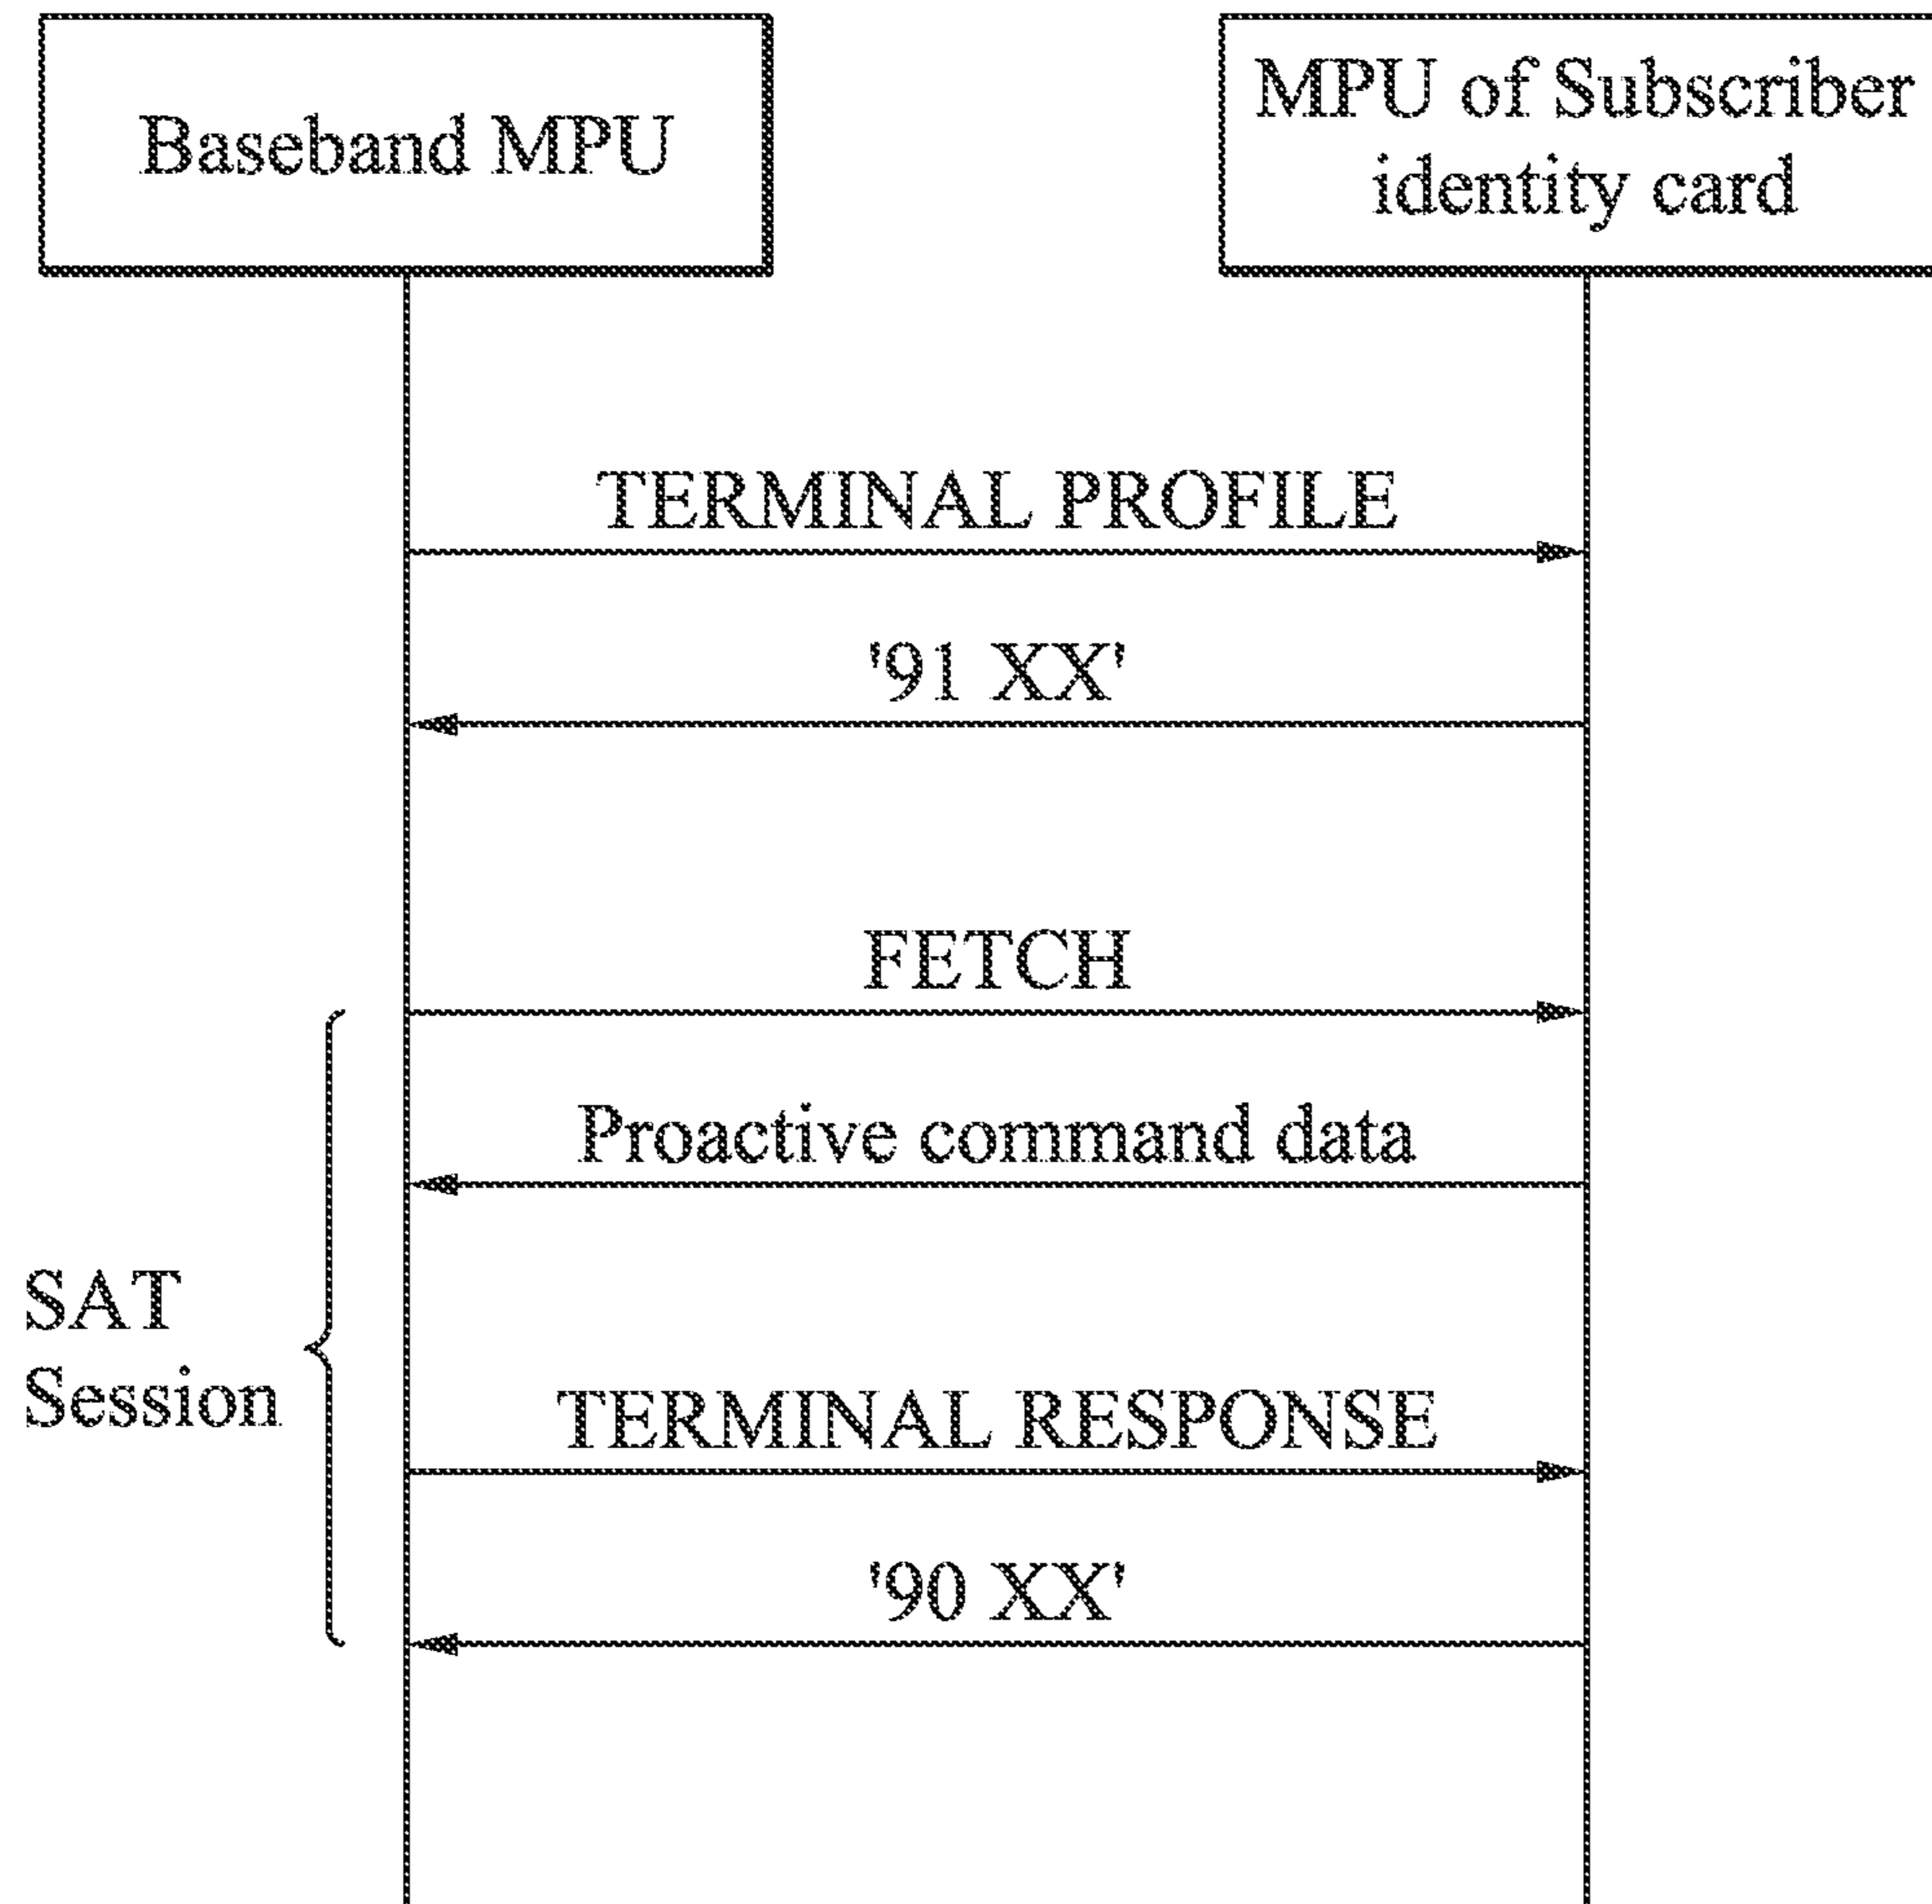 Baseband MPU
MPU of Subscriber
identity card
TERMINAL PROFILE
'91 XX'
FETCH
Proactive command data
SAT
Session
TERMINAL RESPONSE
'90 XX'